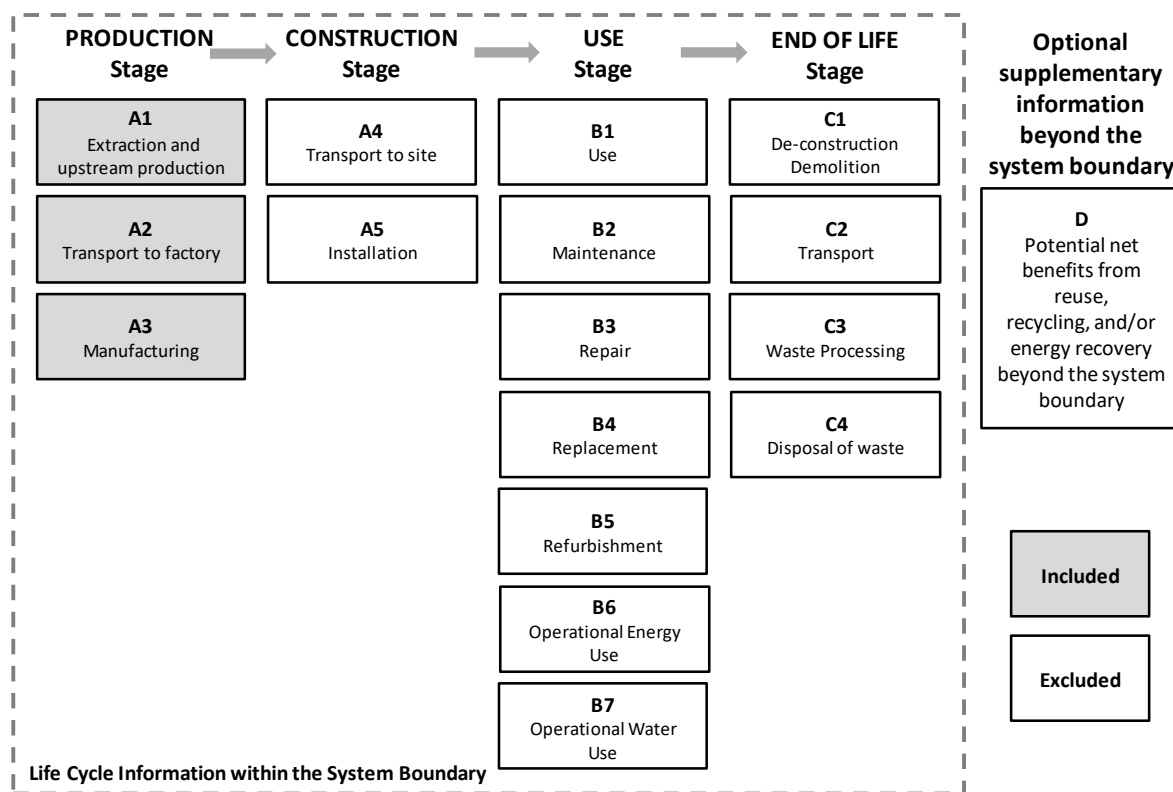 PRODUCTION
Stage
CONSTRUCTION
Stage
USE
Stage
END OF LIFE
Stage
A1
Extraction and
upstream production
A2
Transport to factory
A3
Manufacturing
A4
Transport to site
A5
Installation
B1
Use
B2
Maintenance
B3
Repair
B4
Replacement
B5
Refurbishment
B6
Operational Energy
Use
B7
Operational Water
Use
C1
De-construction
Demolition
C2
Transport
C3
Waste Processing
C4
Disposal of waste
Life Cycle Information within the System Boundary
Optional
supplementary
information
beyond the
system boundary
D
Potential net
benefits from
reuse,
recycling, and/or
energy recovery
beyond the system
boundary
Included
Excluded